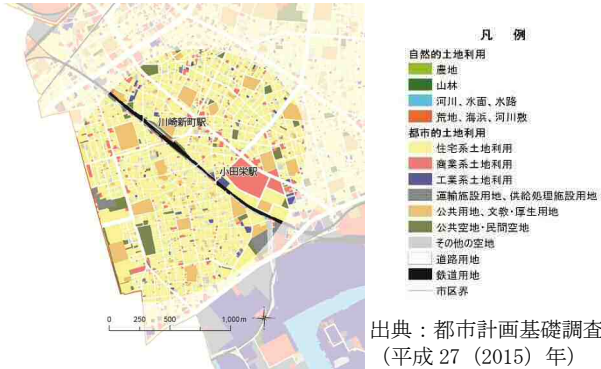 川崎新町駅
小田栄駅
0 250 500 1,000m
凡 例
自然的土地利用
農地
山林
河川、水面、水路
荒地、海浜、河川敷
都市的土地利用
住宅系土地利用
商業系土地利用
工業系土地利用
運輸施設用地、供給処理施設用地
公共用地、文教・厚生用地
公共空地・民間空地
その他の空地
道路用地
鉄道用地
市区界
出典：都市計画基礎調査
（平成 27（2015）年）